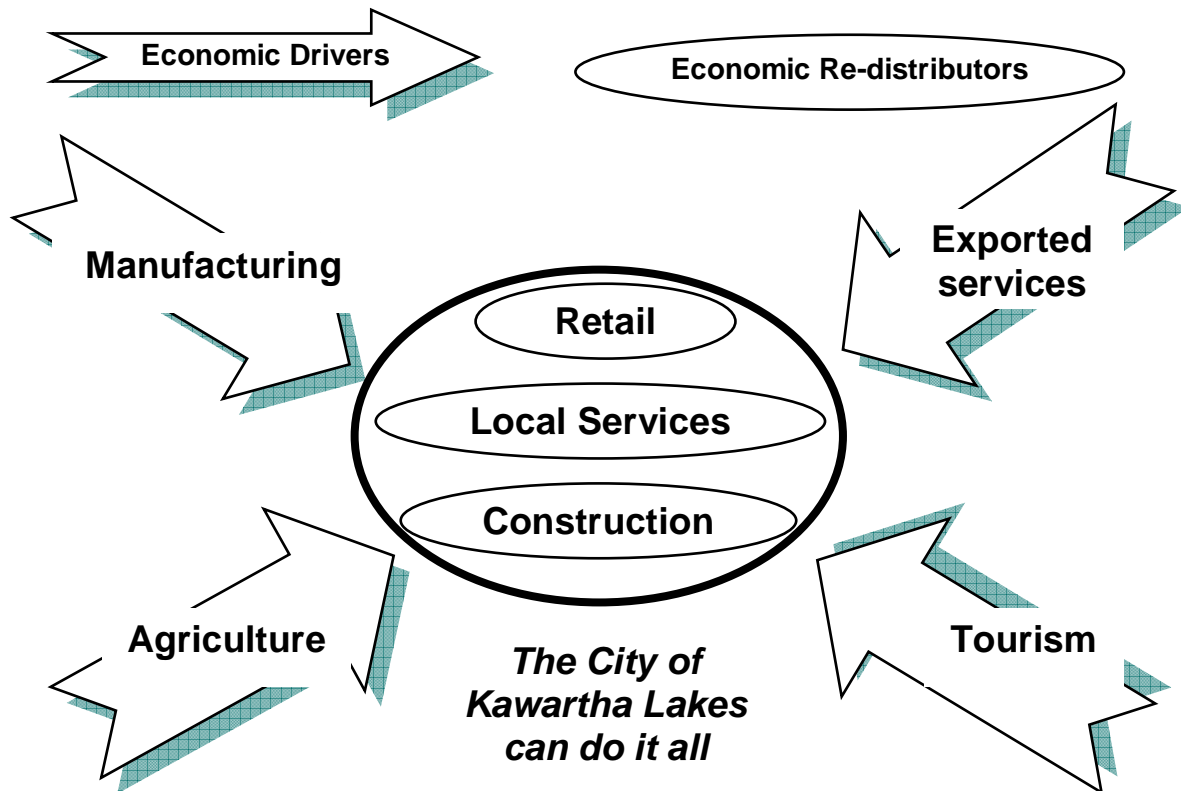 Economic Drivers
Economic Re-distributors
Manufacturing
Exported
services
Retail
Local Services
Construction
Agriculture
Tourism
The City of
Kawartha Lakes
can do it all